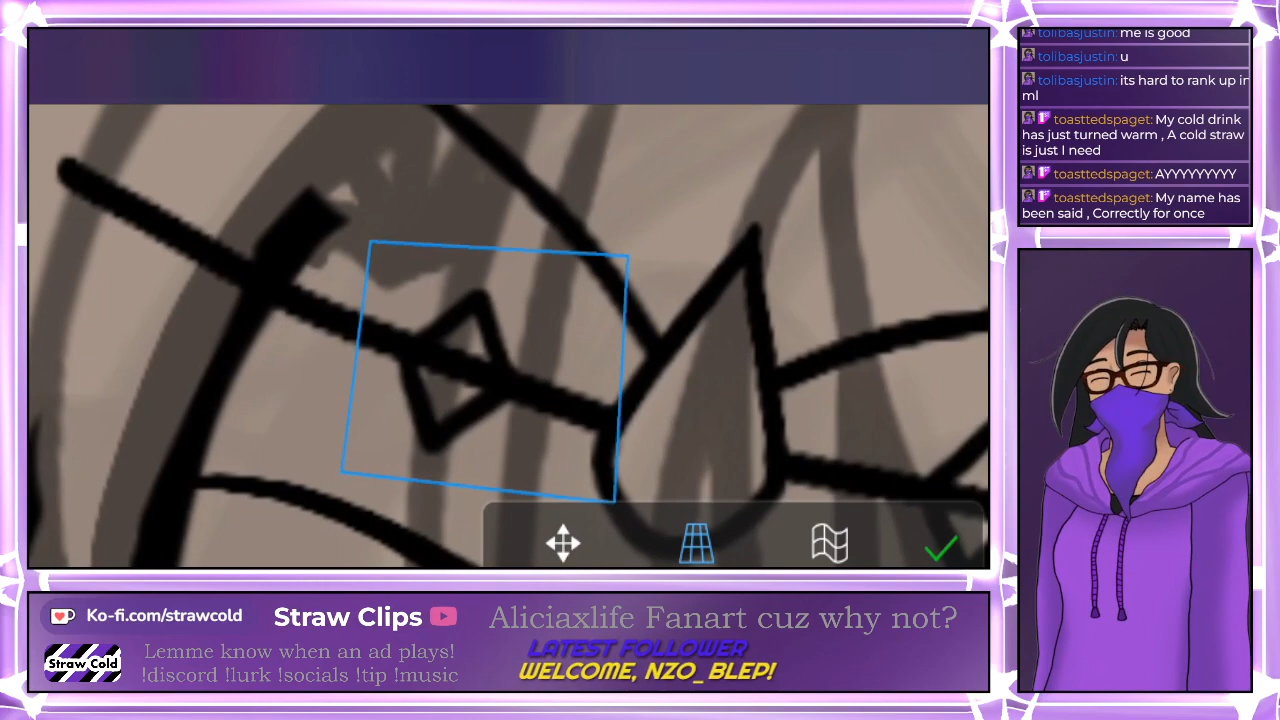 tolibasjustin: me is good
tolibasjustin: u
tolibasjustin: its hard to rank up in
ml
toasttedspaget: My cold drink
has just turned warm , A cold straw
is just I need
toasttedspaget: AYYYYYYYYY
toasttedspaget: My name has
been said , Correctly for once
Ko-fi.com/strawcold
Straw Clips
Aliciaxlife Fanart cuz why not?
Straw Cold
Lemme know when an ad plays!
!discord !lurk !socials !tip !music
LATEST FOLLOWER
WELCOME, NZO_BLEP!